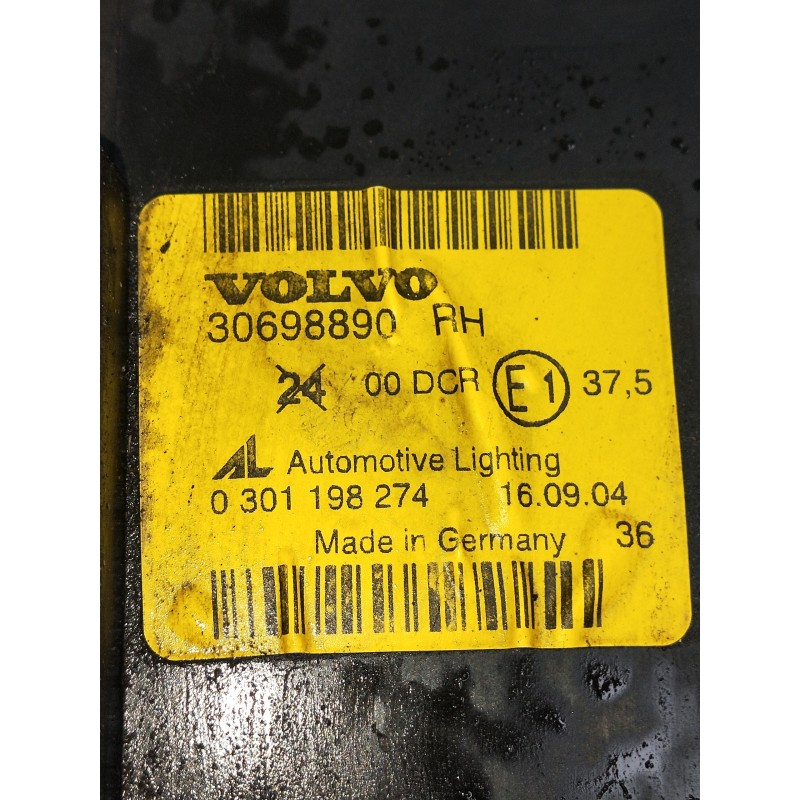 VOLVO
30698890 RH
24 00 DCR E1 37,5
AL Automotive Lighting
0 301 198 274 16.09.04
Made in Germany 36